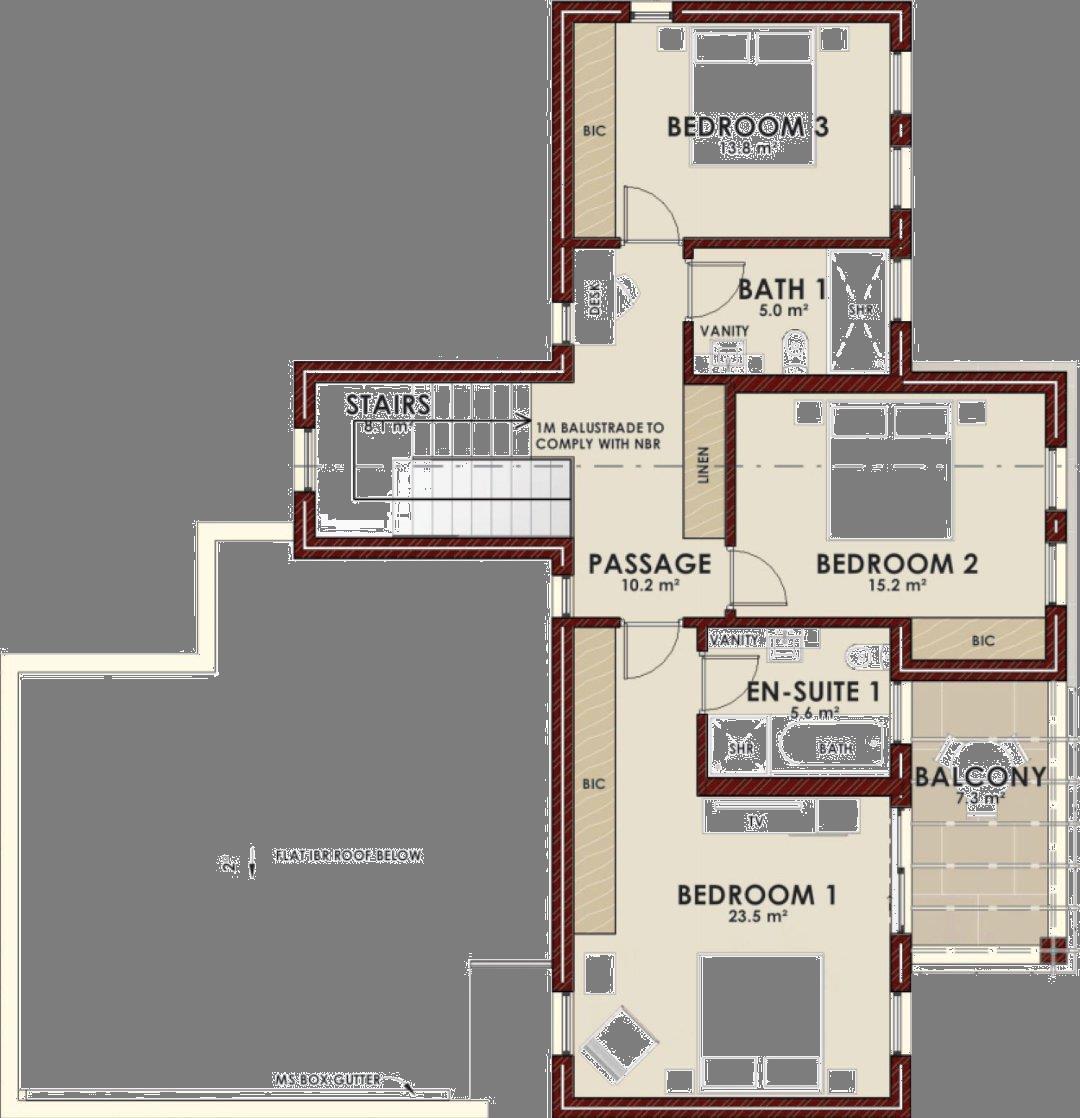 BIC
BEDROOM 3
13.8 m²
DESK
BATH 1
5.0 m²
SHR
VANITY
STAIRS
8.1 m²
1M BALUSTRADE TO
COMPLY WITH NBR
LINEN
PASSAGE
10.2 m²
BEDROOM 2
15.2 m²
BIC
VANITY
EN-SUITE 1
5.6 m²
SHR
BATH
BIC
BALCONY
7.3 m²
TV
FLAT IBR ROOF BELOW
BEDROOM 1
23.5 m²
MS BOX GUTTER